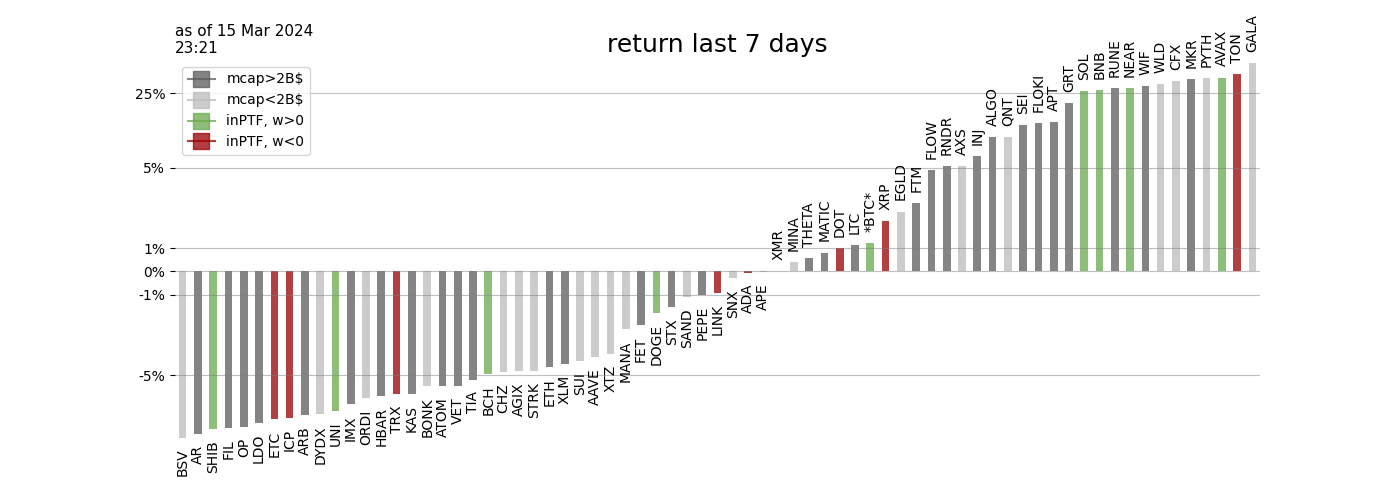 as of 15 Mar 2024
23:21
return last 7 days
mcap>2B$
mcap<2B$
inPTF, w>0
inPTF, w<0
25%
5%
1%
0%
-1%
-5%
BSV
AR
SHIB
FIL
OP
LDO
ETC
ICP
ARB
DYDX
UNI
IMX
ORDI
HBAR
TRX
KAS
BONK
ATOM
VET
TIA
BCH
CHZ
AGIX
STRK
ETH
XLM
SUI
AAVE
XTZ
MANA
FET
DOGE
STX
SAND
PEPE
LINK
SNX
ADA
APE
XMR
MINA
THETA
MATIC
DOT
LTC
*BTC*
XRP
EGLD
FTM
FLOW
RNDR
AXS
INJ
ALGO
QNT
SEI
FLOKI
APT
GRT
SOL
BNB
RUNE
NEAR
WIF
WLD
CFX
MKR
PYTH
AVAX
TON
GALA